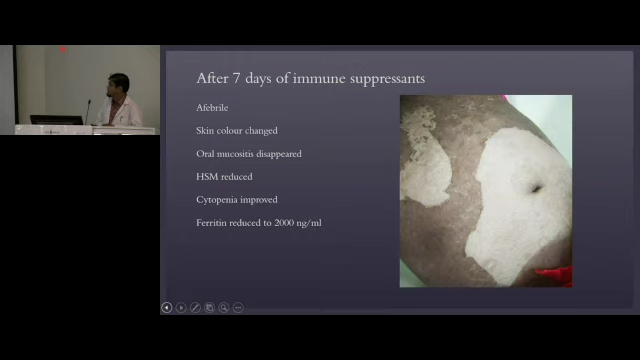 After 7 days of immune suppressants
Afebrile
Skin colour changed
Oral mucositis disappeared
HSM reduced
Cytopenia improved
Ferritin reduced to 2000 ng/ml